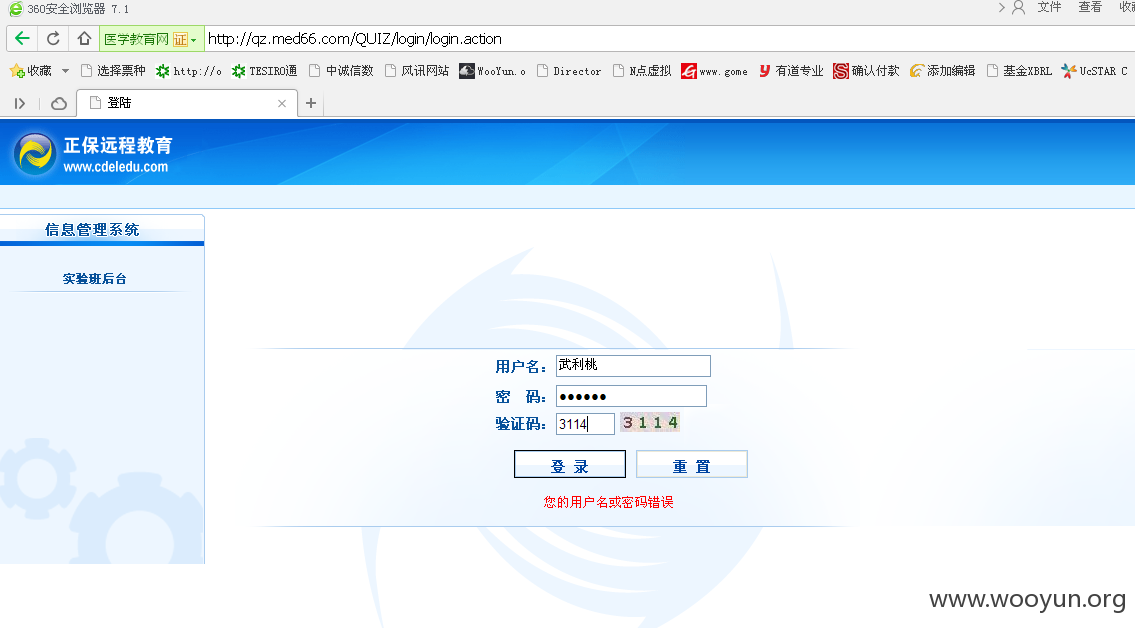 360安全浏览器 7.1 文件 查看
医学教育网 证 http://qz.med66.com/QUIZ/login/login.action
收藏 选择票种 http://o TESIRO通 中诚信数 风讯网站 WooYun.o Director N点虚拟 www.gome 有道专业 确认付款 添加编辑 基金XBRL UcSTAR C
登陆
正保远程教育
www.cdeledu.com
信息管理系统
实验班后台
用户名: 武利桃
密 码: ●●●●●●
验证码: 3114 3114
登 录 重 置
您的用户名或密码错误
www.wooyun.org